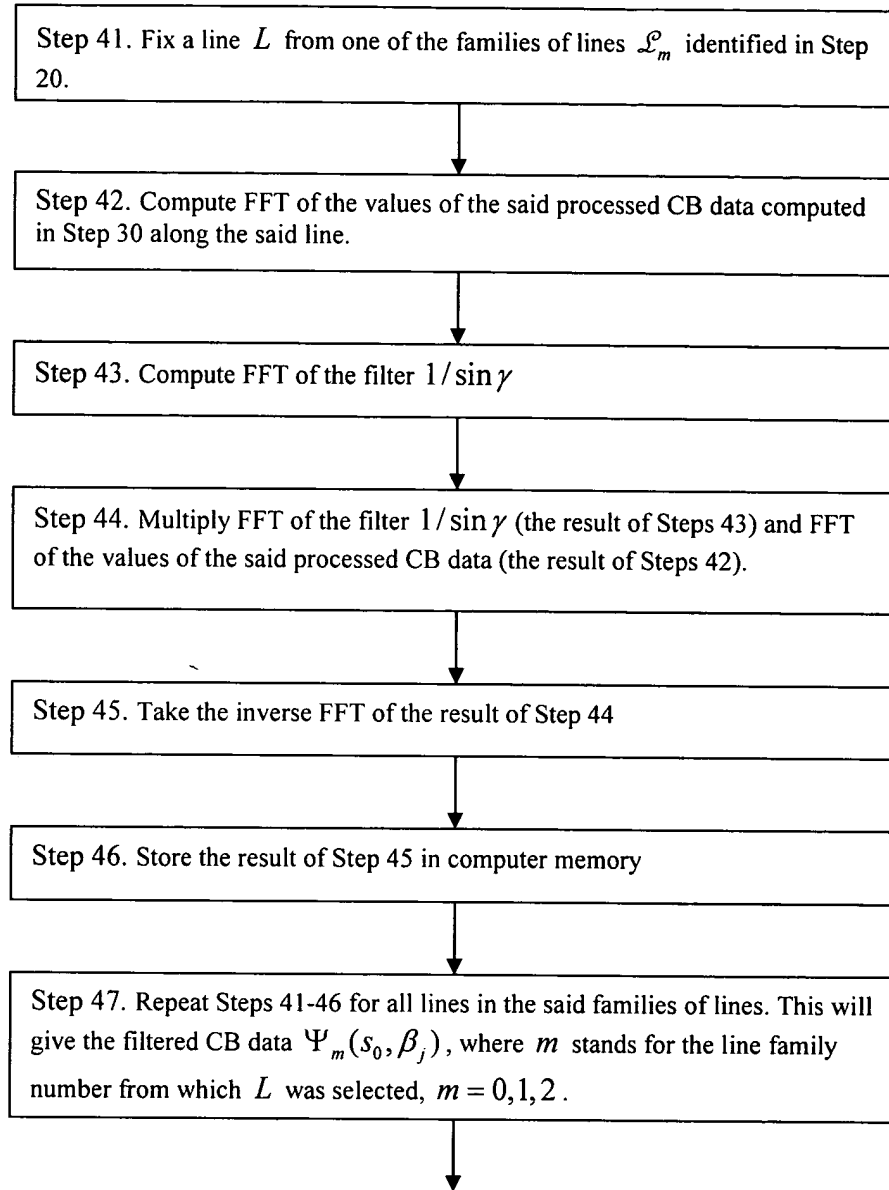 Step 41. Fix a line L from one of the families of lines ℒ_m identified in Step
20.
Step 42. Compute FFT of the values of the said processed CB data computed
in Step 30 along the said line.
Step 43. Compute FFT of the filter 1/sin γ
Step 44. Multiply FFT of the filter 1/sin γ (the result of Steps 43) and FFT
of the values of the said processed CB data (the result of Steps 42).
Step 45. Take the inverse FFT of the result of Step 44
Step 46. Store the result of Step 45 in computer memory
Step 47. Repeat Steps 41-46 for all lines in the said families of lines. This will
give the filtered CB data Ψ_m(s_0, β_j), where m stands for the line family
number from which L was selected, m = 0,1,2.